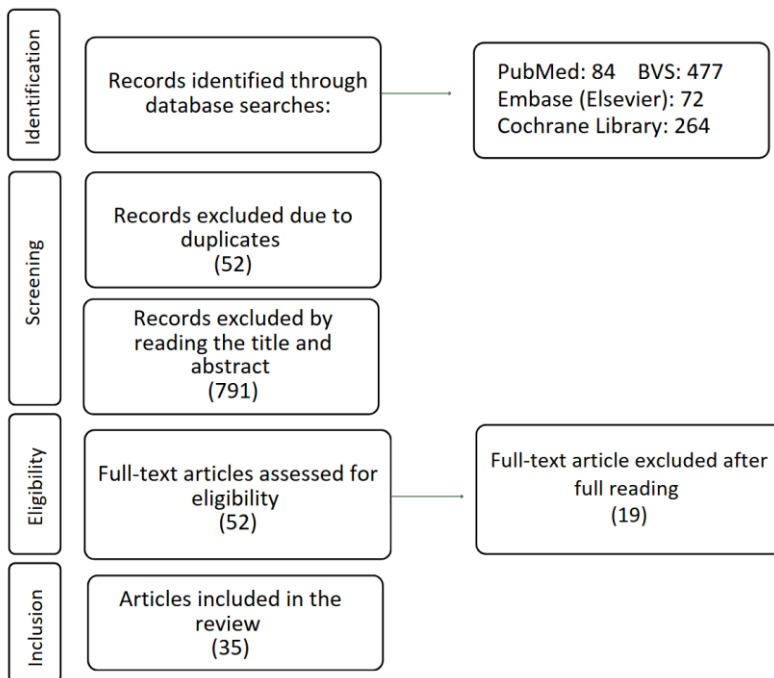 Identification
Records identified through
database searches:
PubMed: 84 BVS: 477
Embase (Elsevier): 72
Cochrane Library: 264
Screening
Records excluded due to
duplicates
(52)
Records excluded by
reading the title and
abstract
(791)
Eligibility
Full-text articles assessed for
eligibility
(52)
Full-text article excluded after
full reading
(19)
Inclusion
Articles included in the
review
(35)